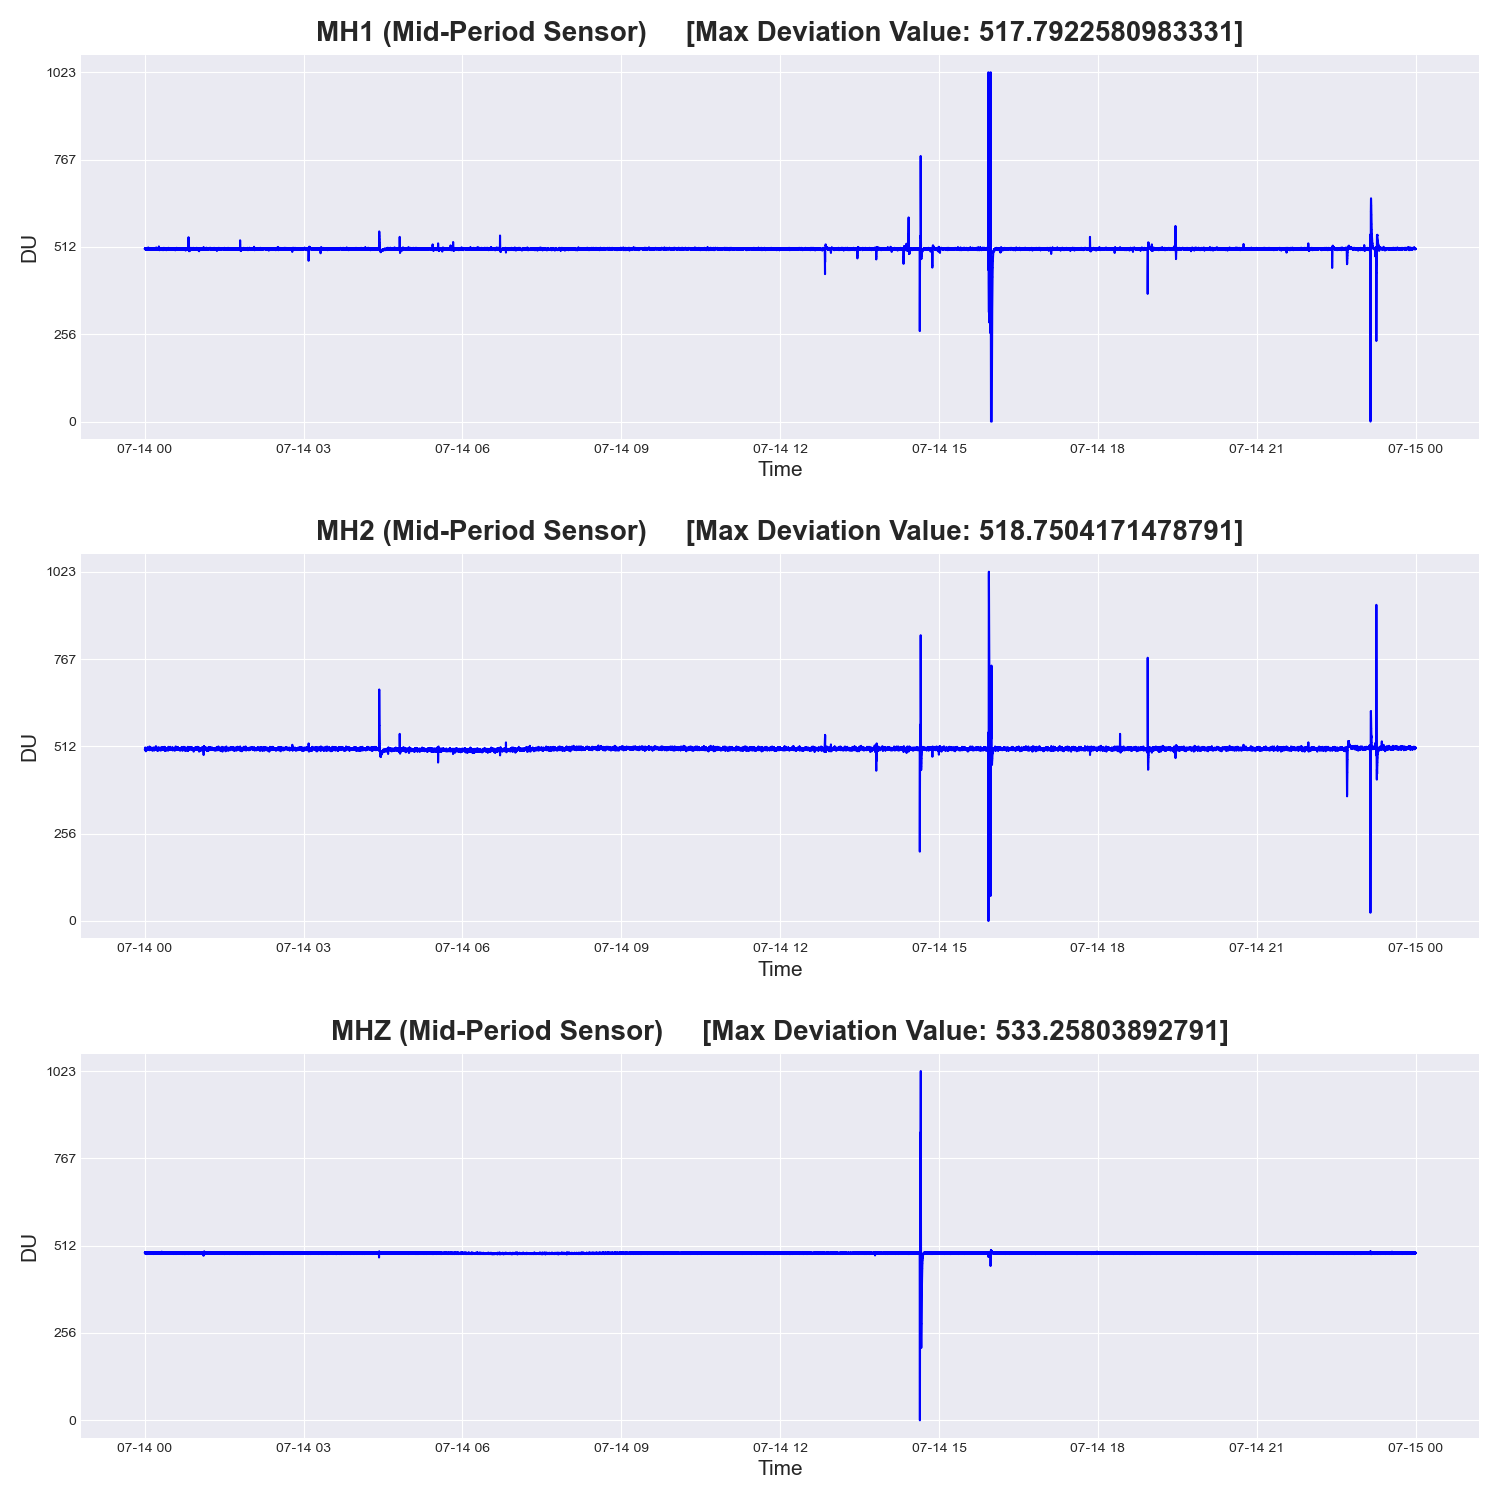 MH1 (Mid-Period Sensor) [Max Deviation Value: 517.7922580983331]
1023
767
512
256
0
DU
07-14 00 07-14 03 07-14 06 07-14 09 07-14 12 07-14 15 07-14 18 07-14 21 07-15 00
Time
MH2 (Mid-Period Sensor) [Max Deviation Value: 518.7504171478791]
1023
767
512
256
0
DU
07-14 00 07-14 03 07-14 06 07-14 09 07-14 12 07-14 15 07-14 18 07-14 21 07-15 00
Time
MHZ (Mid-Period Sensor) [Max Deviation Value: 533.25803892791]
1023
767
512
256
0
DU
07-14 00 07-14 03 07-14 06 07-14 09 07-14 12 07-14 15 07-14 18 07-14 21 07-15 00
Time